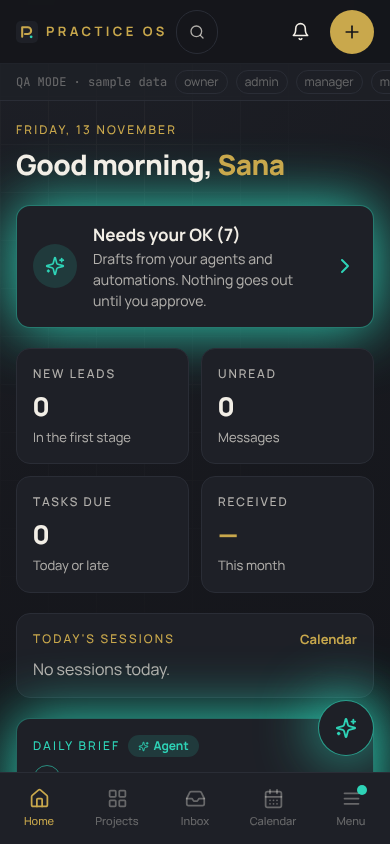 PRACTICE OS
QA MODE · sample data owner admin manager
FRIDAY, 13 NOVEMBER
Good morning, Sana
Needs your OK (7)
Drafts from your agents and
automations. Nothing goes out
until you approve.
NEW LEADS
0
In the first stage
UNREAD
0
Messages
TASKS DUE
0
Today or late
RECEIVED
—
This month
TODAY'S SESSIONS Calendar
No sessions today.
DAILY BRIEF Agent
Home Projects Inbox Calendar Menu